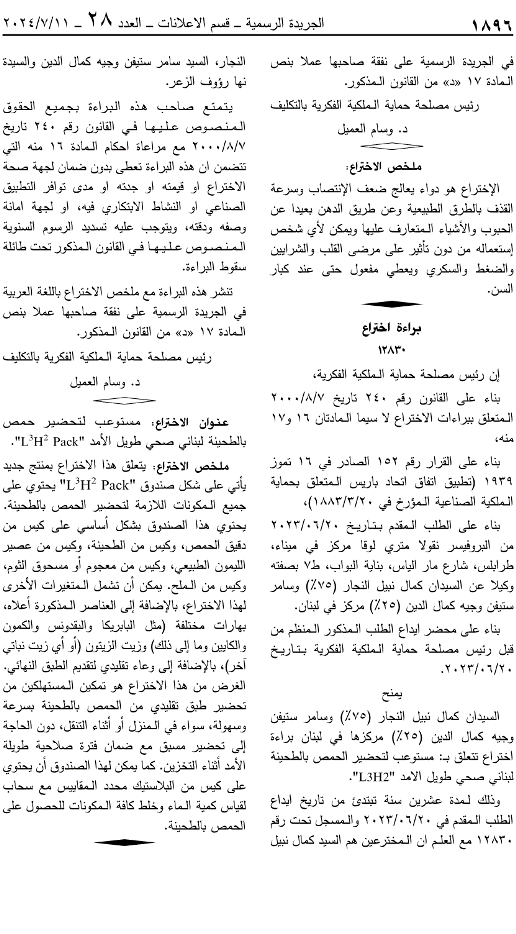 ١٨٩٦
الجريدة الرسمية ــ قسم الاعلانات ــ العدد ٢٨ ــ ٢٠٢٤/٧/١١
في الجريدة الرسمية على نفقة صاحبها عملا بنص
المادة ١٧ «د» من القانون المذكور.
رئيس مصلحة حماية الملكية الفكرية بالتكليف
د. وسام العميل
ملخص الاختراع:
الإختراع هو دواء يعالج ضعف الإنتصاب وسرعة
القذف بالطرق الطبيعية وعن طريق الدهن بعيدا عن
الحبوب والأشياء المتعارف عليها ويمكن لأي شخص
إستعماله من دون تأثير على مرضى القلب والشرايين
والضغط والسكري ويعطي مفعول حتى عند كبار
السن.
براءة اختراع
١٢٨٣٠
إن رئيس مصلحة حماية الملكية الفكرية،
بناء على القانون رقم ٢٤٠ تاريخ ٢٠٠٠/٨/٧
المتعلق ببراءات الاختراع لا سيما المادتان ١٦ و١٧
منه،
بناء على القرار رقم ١٥٢ الصادر في ١٦ تموز
١٩٣٩ (تطبيق اتفاق اتحاد باريس المتعلق بحماية
الملكية الصناعية المؤرخ في ١٨٨٣/٣/٢٠)،
بناء على الطلب المقدم بتاريخ ٢٠٢٣/٠٦/٢٠
من البروفيسر نقولا متري لوقا مركز في ميناء،
طرابلس، شارع مار الياس، بناية البواب، ط٧ بصفته
وكيلا عن السيدان كمال نبيل النجار (٧٥٪) وسامر
ستيفن وجيه كمال الدين (٢٥٪) مركز في لبنان.
بناء على محضر ايداع الطلب المذكور المنظم من
قبل رئيس مصلحة حماية الملكية الفكرية بتاريخ
٢٠٢٣/٠٦/٢٠.
يمنح
السيدان كمال نبيل النجار (٧٥٪) وسامر ستيفن
وجيه كمال الدين (٢٥٪) مركزها في لبنان براءة
اختراع تتعلق بـ: مستوعب لتحضير الحمص بالطحينة
لبناني صحي طويل الامد "L3H2".
وذلك لمدة عشرين سنة تبتدئ من تاريخ ايداع
الطلب المقدم في ٢٠٢٣/٠٦/٢٠ والمسجل تحت رقم
١٢٨٣٠ مع العلم ان المخترعين هم السيد كمال نبيل
النجار، السيد سامر ستيفن وجيه كمال الدين والسيدة
نها رؤوف الزعر.
يتمتع صاحب هذه البراءة بجميع الحقوق
المنصوص عليها في القانون رقم ٢٤٠ تاريخ
٢٠٠٠/٨/٧ مع مراعاة احكام المادة ١٦ منه التي
تتضمن ان هذه البراءة تعطى بدون ضمان لجهة صحة
الاختراع او قيمته او جدته او مدى توافر التطبيق
الصناعي او النشاط الابتكاري فيه، او لجهة امانة
وصفه ودقته، ويتوجب عليه تسديد الرسوم السنوية
المنصوص عليها في القانون المذكور تحت طائلة
سقوط البراءة.
تنشر هذه البراءة مع ملخص الاختراع باللغة العربية
في الجريدة الرسمية على نفقة صاحبها عملا بنص
المادة ١٧ «د» من القانون المذكور.
رئيس مصلحة حماية الملكية الفكرية بالتكليف
د. وسام العميل
عنوان الاختراع: مستوعب لتحضير حمص
بالطحينة لبناني صحي طويل الأمد "L³H² Pack".
ملخص الاختراع: يتعلق هذا الاختراع بمنتج جديد
يأتي على شكل صندوق "L³H² Pack" يحتوي على
جميع المكونات اللازمة لتحضير الحمص بالطحينة.
يحتوي هذا الصندوق بشكل أساسي على كيس من
دقيق الحمص، وكيس من الطحينة، وكيس من عصير
الليمون الطبيعي، وكيس من معجوم أو مسحوق الثوم،
وكيس من الملح. يمكن أن تشمل المتغيرات الأخرى
لهذا الاختراع، بالإضافة إلى العناصر المذكورة أعلاه،
بهارات مختلفة (مثل البابريكا والبقدونس والكمون
والكايين وما إلى ذلك) وزيت الزيتون (أو أي زيت نباتي
آخر)، بالإضافة إلى وعاء تقليدي لتقديم الطبق النهائي.
الغرض من هذا الاختراع هو تمكين المستهلكين من
تحضير طبق تقليدي من الحمص بالطحينة بسرعة
وسهولة، سواء في المنزل أو أثناء التنقل، دون الحاجة
إلى تحضير مسبق مع ضمان فترة صلاحية طويلة
الأمد أثناء التخزين. كما يمكن لهذا الصندوق أن يحتوي
على كيس من البلاستيك محدد المقاييس مع سحاب
لقياس كمية الماء وخلط كافة المكونات للحصول على
الحمص بالطحينة.